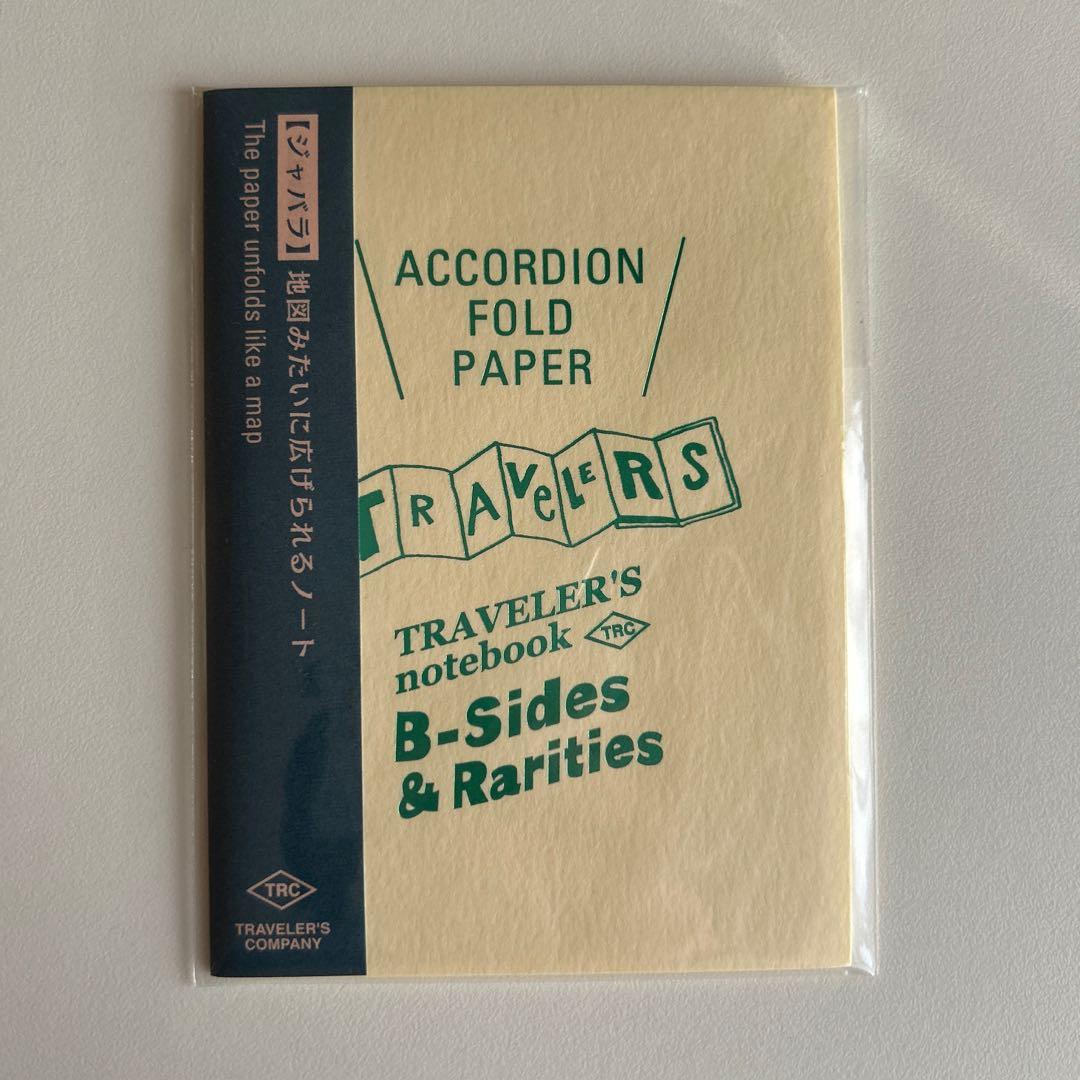 【ジャバラ】地図みたいに広げられるノート
The paper unfolds like a map
TRC
TRAVELER'S
COMPANY
ACCORDION
FOLD
PAPER
TRAVELERS
TRAVELER'S
notebook TRC
B-Sides
& Rarities